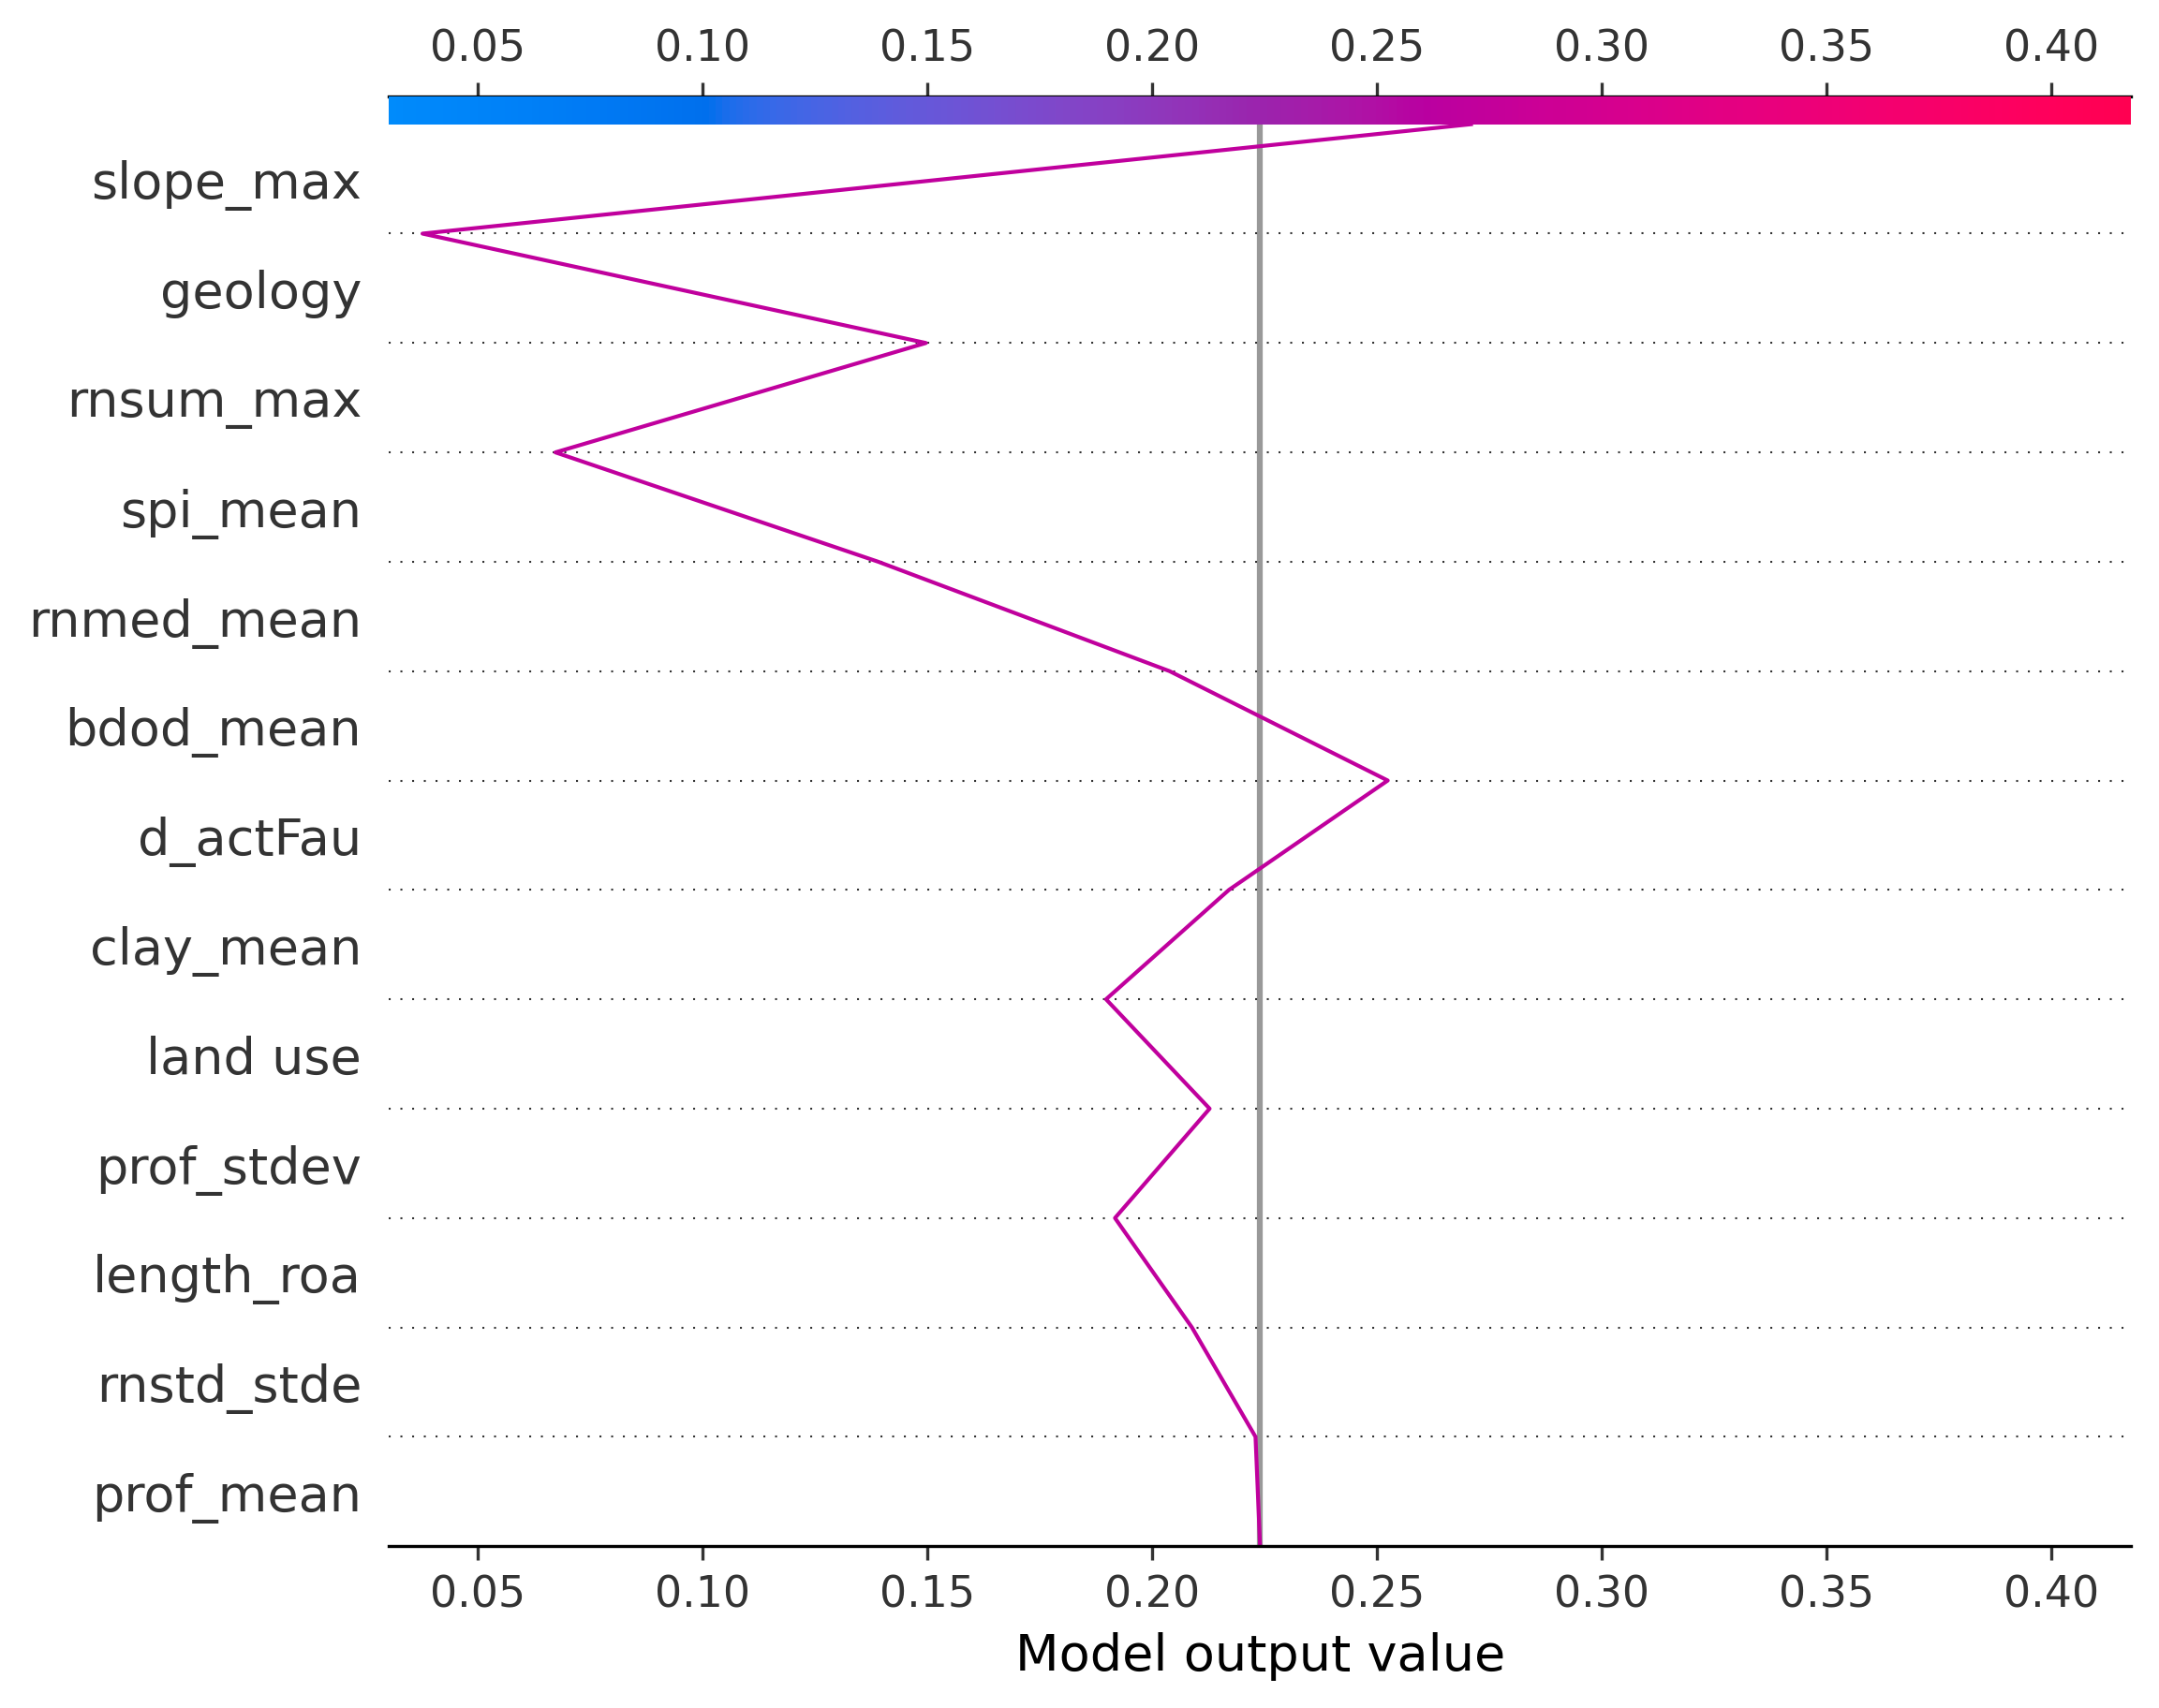 0.05 0.10 0.15 0.20 0.25 0.30 0.35 0.40
slope_max
geology
rnsum_max
spi_mean
rnmed_mean
bdod_mean
d_actFau
clay_mean
land use
prof_stdev
length_roa
rnstd_stde
prof_mean
0.05 0.10 0.15 0.20 0.25 0.30 0.35 0.40
Model output value